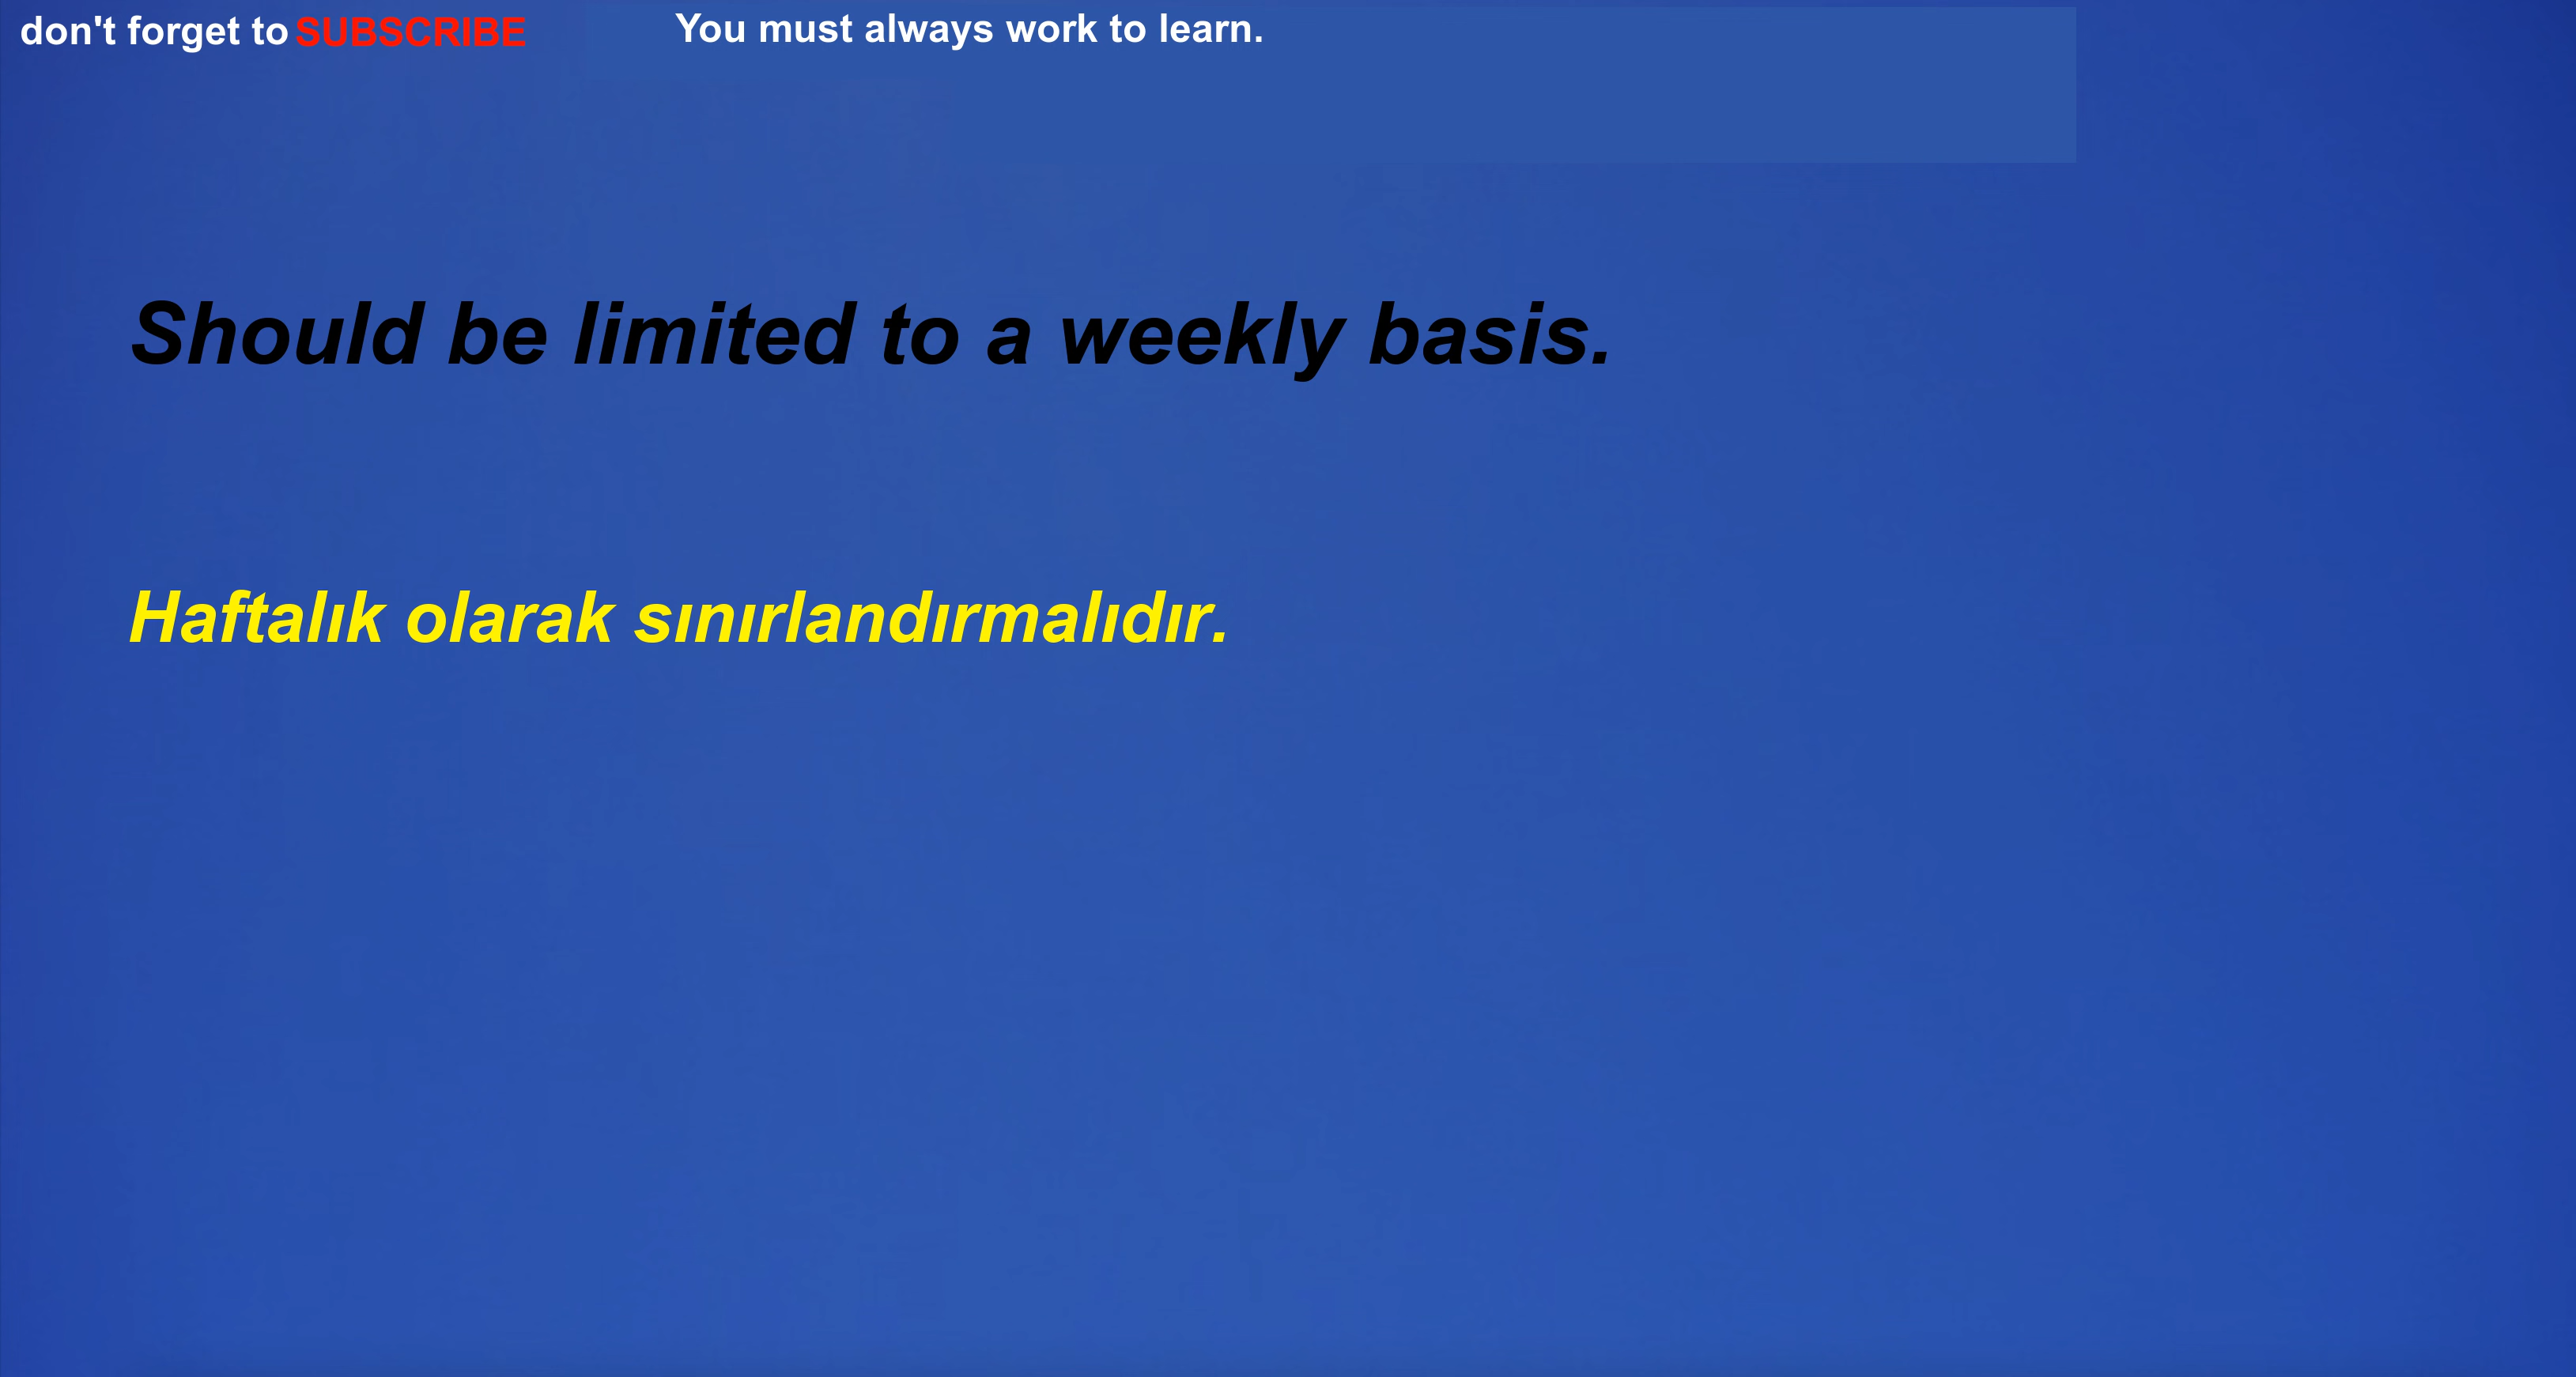 don't forget to SUBSCRIBE You must always work to learn.
Should be limited to a weekly basis.
Haftalık olarak sınırlandırmalıdır.